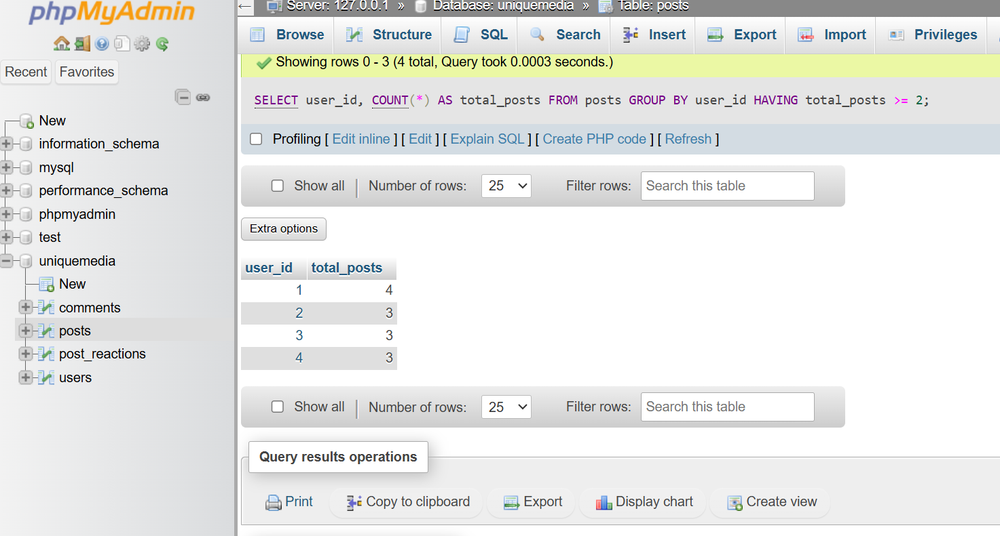 phpMyAdmin
Recent Favorites
New
information_schema
mysql
performance_schema
phpmyadmin
test
uniquemedia
New
comments
posts
post_reactions
users
Server: 127.0.0.1 » Database: uniquemedia » Table: posts
Browse Structure SQL Search Insert Export Import Privileges
Showing rows 0 - 3 (4 total, Query took 0.0003 seconds.)
SELECT user_id, COUNT(*) AS total_posts FROM posts GROUP BY user_id HAVING total_posts >= 2;
Profiling [ Edit inline ] [ Edit ] [ Explain SQL ] [ Create PHP code ] [ Refresh ]
Show all | Number of rows: 25 Filter rows: Search this table
Extra options
user_id total_posts
1 4
2 3
3 3
4 3
Show all | Number of rows: 25 Filter rows: Search this table
Query results operations
Print Copy to clipboard Export Display chart Create view